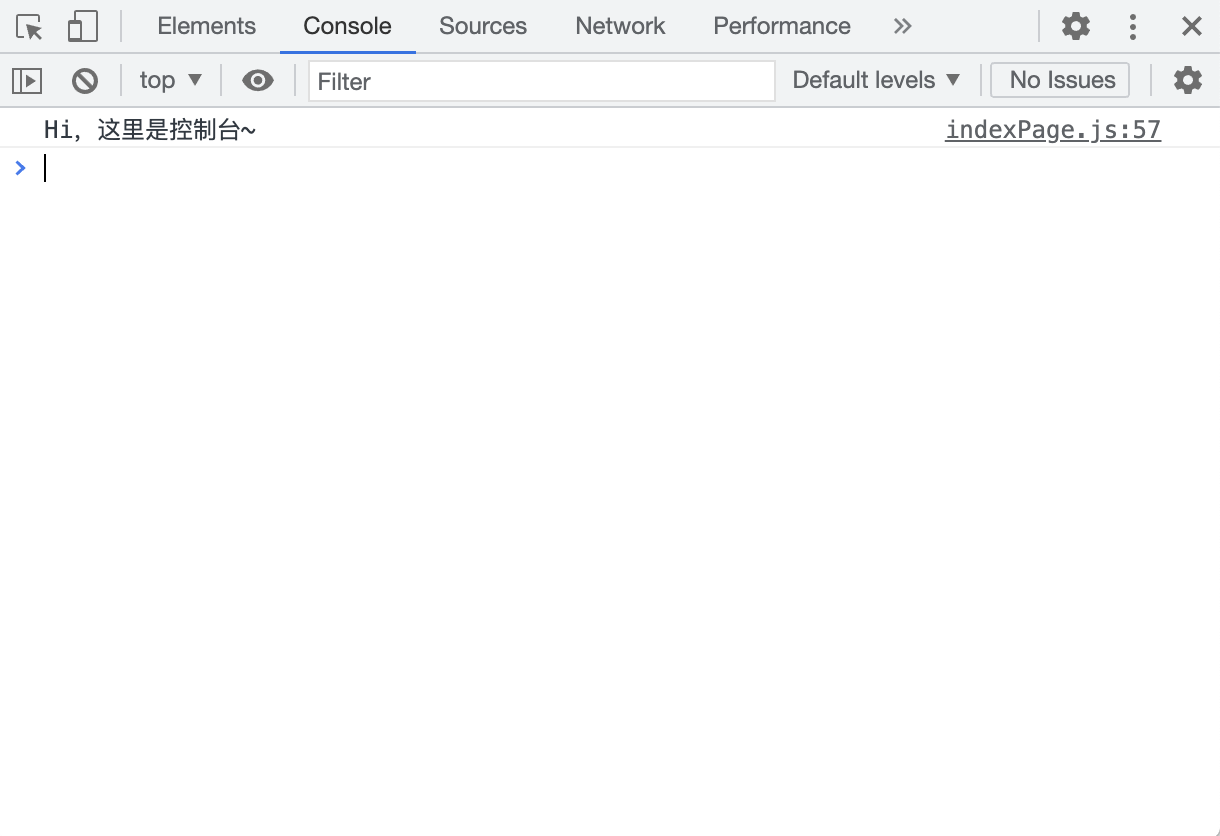 Elements Console Sources Network Performance
top Filter Default levels No Issues
Hi, 这里是控制台~ indexPage.js:57